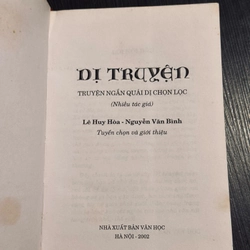 DỊ TRUYỆN
TRUYỆN NGẮN QUÁI DỊ CHỌN LỌC
(Nhiều tác giả)
Lê Huy Hòa - Nguyễn Văn Bình
Tuyển chọn và giới thiệu
NHÀ XUẤT BẢN VĂN HỌC
HÀ NỘI - 2002